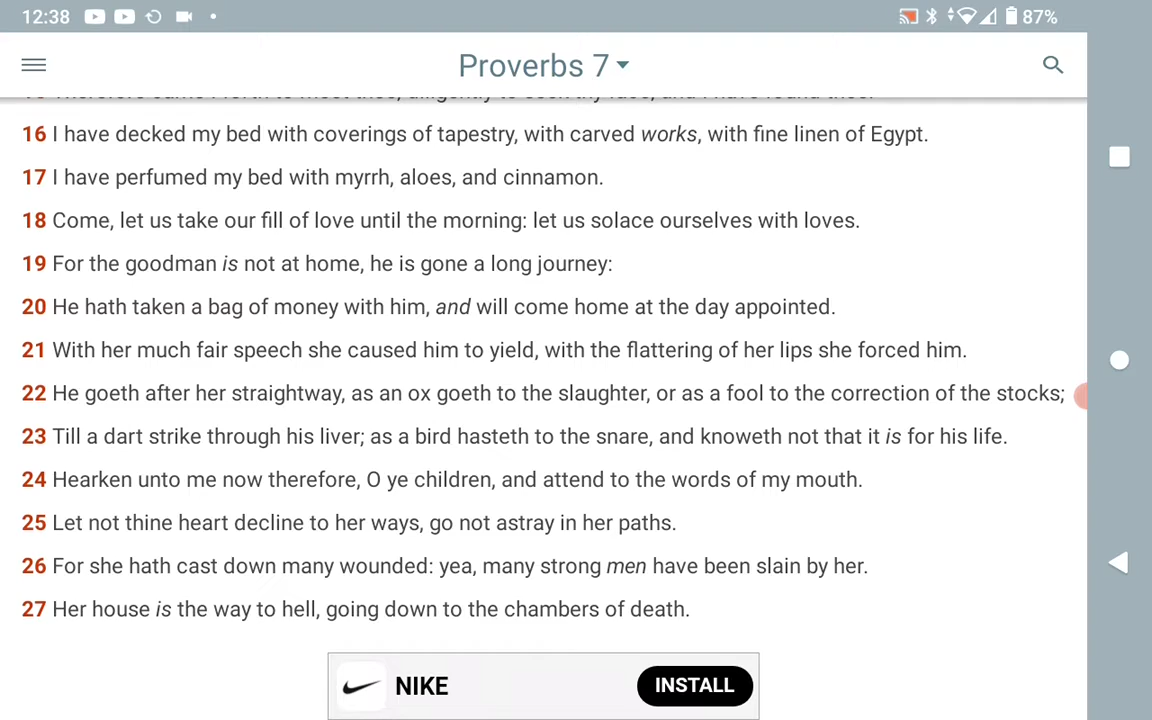 12:38
87%
Proverbs 7
16 I have decked my bed with coverings of tapestry, with carved works, with fine linen of Egypt.
17 I have perfumed my bed with myrrh, aloes, and cinnamon.
18 Come, let us take our fill of love until the morning: let us solace ourselves with loves.
19 For the goodman is not at home, he is gone a long journey:
20 He hath taken a bag of money with him, and will come home at the day appointed.
21 With her much fair speech she caused him to yield, with the flattering of her lips she forced him.
22 He goeth after her straightway, as an ox goeth to the slaughter, or as a fool to the correction of the stocks;
23 Till a dart strike through his liver; as a bird hasteth to the snare, and knoweth not that it is for his life.
24 Hearken unto me now therefore, O ye children, and attend to the words of my mouth.
25 Let not thine heart decline to her ways, go not astray in her paths.
26 For she hath cast down many wounded: yea, many strong men have been slain by her.
27 Her house is the way to hell, going down to the chambers of death.
NIKE
INSTALL